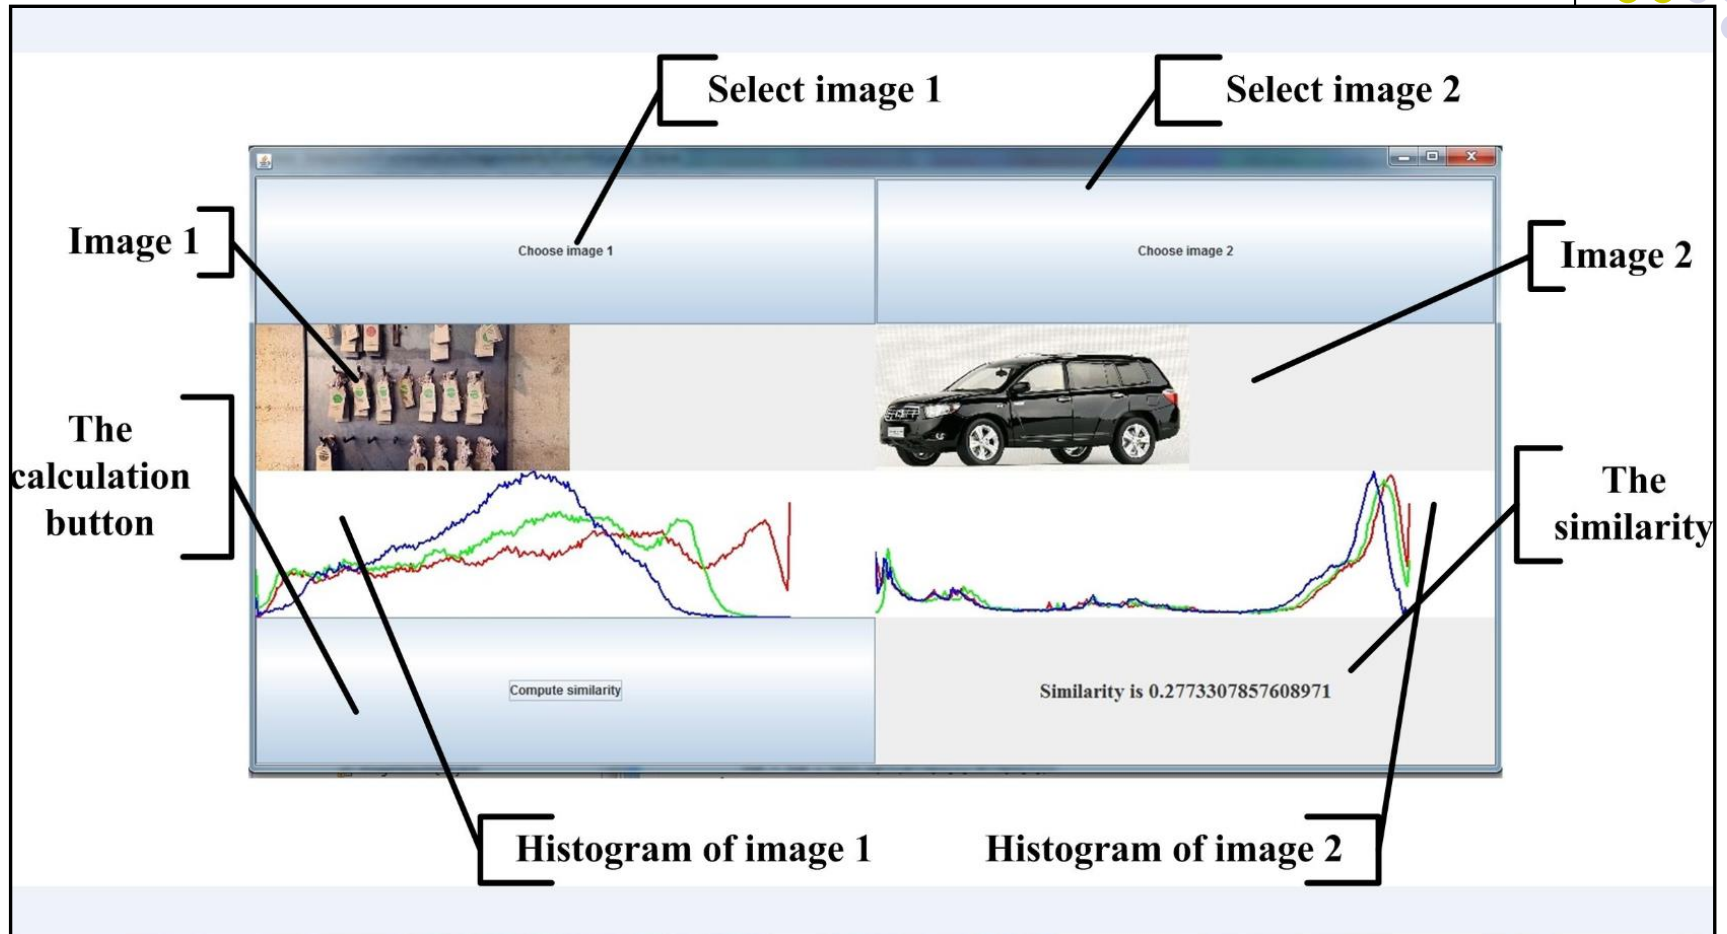 Select image 1
Select image 2
Image 1
Choose image 1
Choose image 2
Image 2
The
calculation
button
The
similarity
Compute similarity
Similarity is 0.2773307857608971
Histogram of image 1
Histogram of image 2